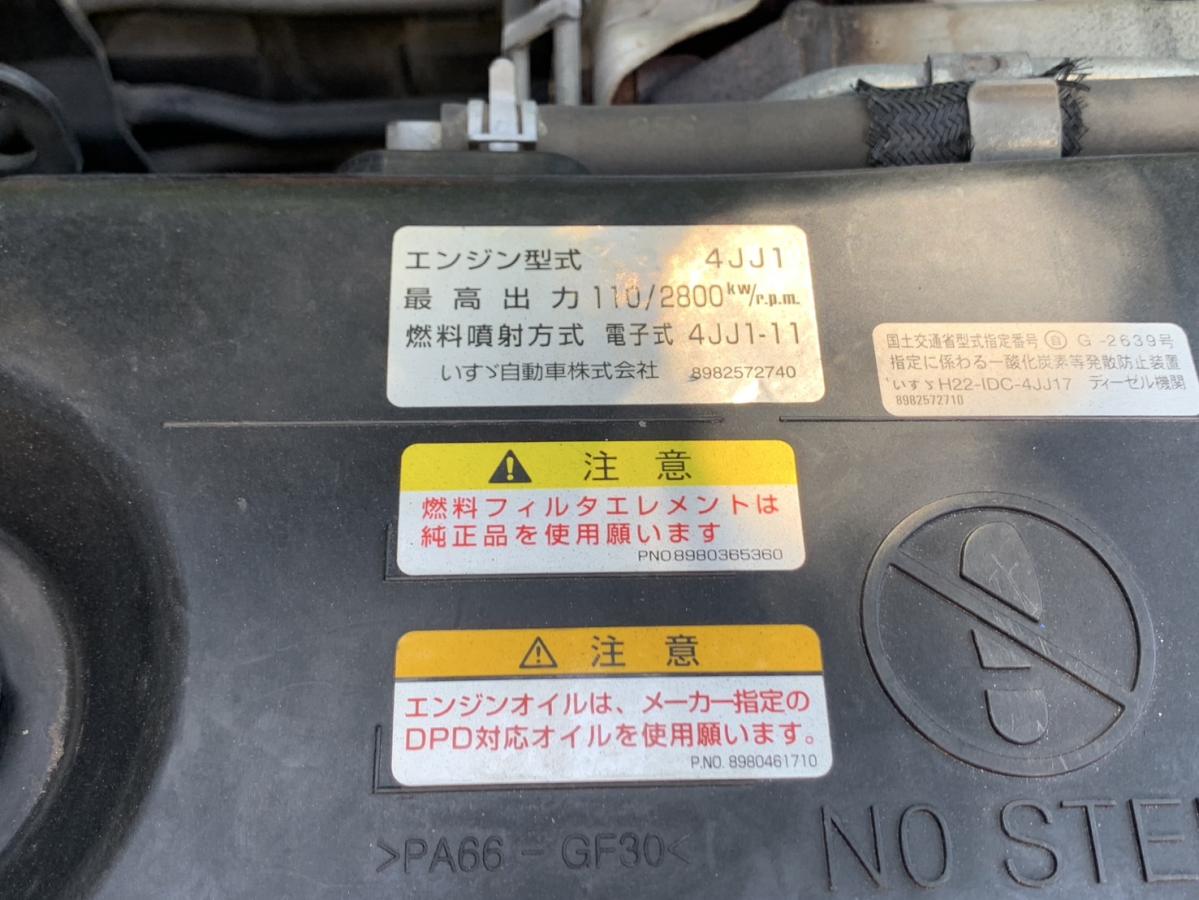 エンジン型式 4JJ1
最高出力 110/2800kW/r.p.m.
燃料噴射方式 電子式 4JJ1-11
いすゞ自動車株式会社 8982572740
国土交通省型式指定番号 自 G-2639号
指定に係わる一酸化炭素等発散防止装置
いすゞH22-IDC-4JJ17 ディーゼル機関
8982572710
注意
燃料フィルタエレメントは
純正品を使用願います
PNO8980365360
注意
エンジンオイルは、メーカー指定の
DPD対応オイルを使用願います。
P.NO. 8980461710
NO STE
>PA66-GF30<